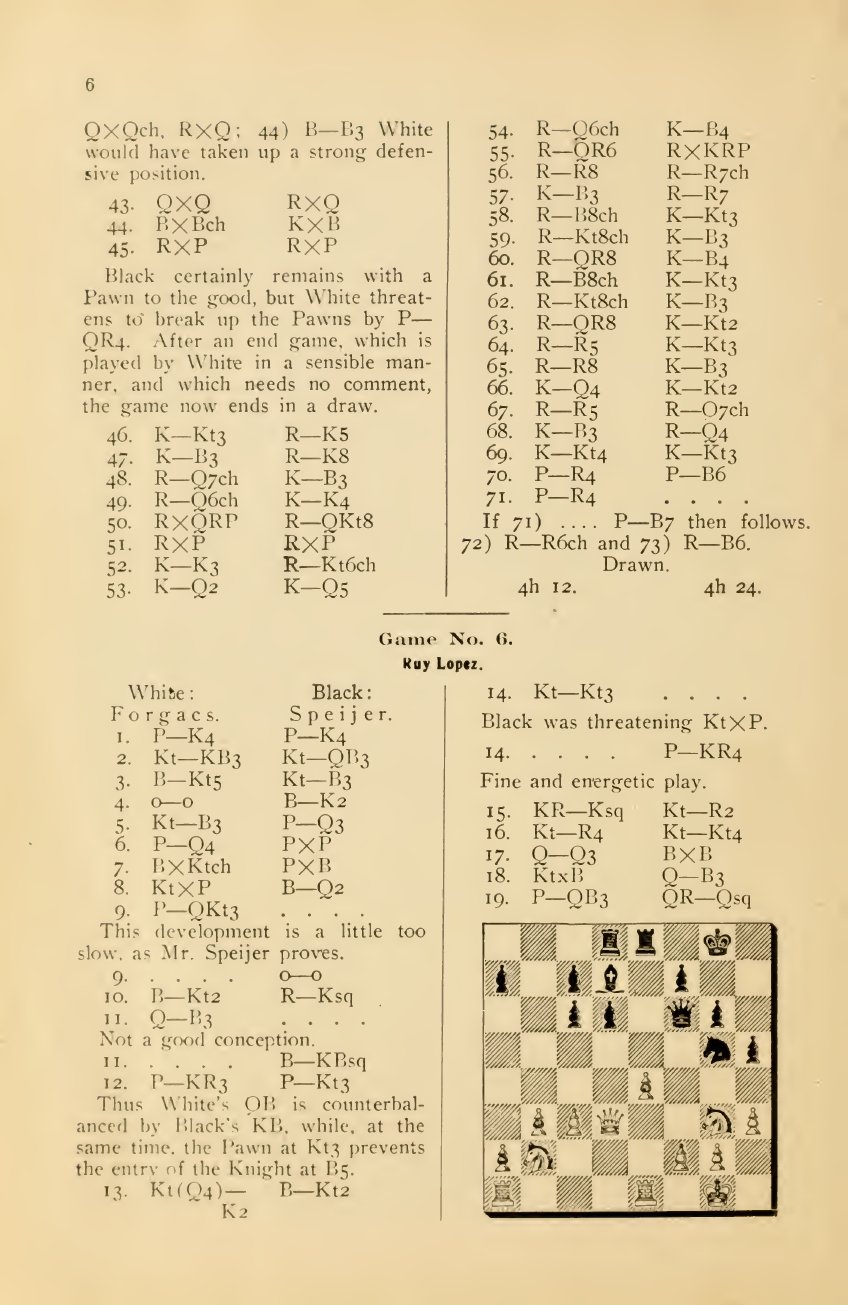 6
Q×Qch, R×Q; 44) B—B3 White
would have taken up a strong defen-
sive position.
43. Q×Q R×Q
44. B×Bch K×B
45. R×P R×P
Black certainly remains with a
Pawn to the good, but White threat-
ens to break up the Pawns by P—
QR4. After an end game, which is
played by White in a sensible man-
ner, and which needs no comment,
the game now ends in a draw.
46. K—Kt3 R—K5
47. K—B3 R—K8
48. R—Q7ch K—B3
49. R—Q6ch K—K4
50. R×QRP R—QKt8
51. R×P R×P
52. K—K3 R—Kt6ch
53. K—Q2 K—Q5
54. R—Q6ch K—B4
55. R—QR6 R×KRP
56. R—R8 R—R7ch
57. K—B3 R—R7
58. R—B8ch K—Kt3
59. R—Kt8ch K—B3
60. R—QR8 K—B4
61. R—B8ch K—Kt3
62. R—Kt8ch K—B3
63. R—QR8 K—Kt2
64. R—R5 K—Kt3
65. R—R8 K—B3
66. K—Q4 K—Kt2
67. R—R5 R—Q7ch
68. K—B3 R—Q4
69. K—Kt4 K—Kt3
70. P—R4 P—B6
71. P—R4 . . . .
If 71) .... P—B7 then follows.
72) R—R6ch and 73) R—B6.
Drawn.
4h 12. 4h 24.
Game No. 6.
Ruy Lopez.
White: Black:
Forgacs. Speijer.
1. P—K4 P—K4
2. Kt—KB3 Kt—QB3
3. B—Kt5 Kt—B3
4. o—o B—K2
5. Kt—B3 P—Q3
6. P—Q4 P×P
7. B×Ktch P×B
8. Kt×P B—Q2
9. P—QKt3 . . . .
This development is a little too
slow, as Mr. Speijer proves.
9. . . . . o—o
10. B—Kt2 R—Ksq
11. Q—B3 . . . .
Not a good conception.
11. . . . . B—KBsq
12. P—KR3 P—Kt3
Thus White's QB is counterbal-
anced by Black's KB, while, at the
same time, the Pawn at Kt3 prevents
the entry of the Knight at B5.
13. Kt(Q4)— B—Kt2
K2
14. Kt—Kt3 . . . .
Black was threatening Kt×P.
14. . . . . P—KR4
Fine and energetic play.
15. KR—Ksq Kt—R2
16. Kt—R4 Kt—Kt4
17. Q—Q3 B×B
18. KtxB Q—B3
19. P—QB3 QR—Qsq